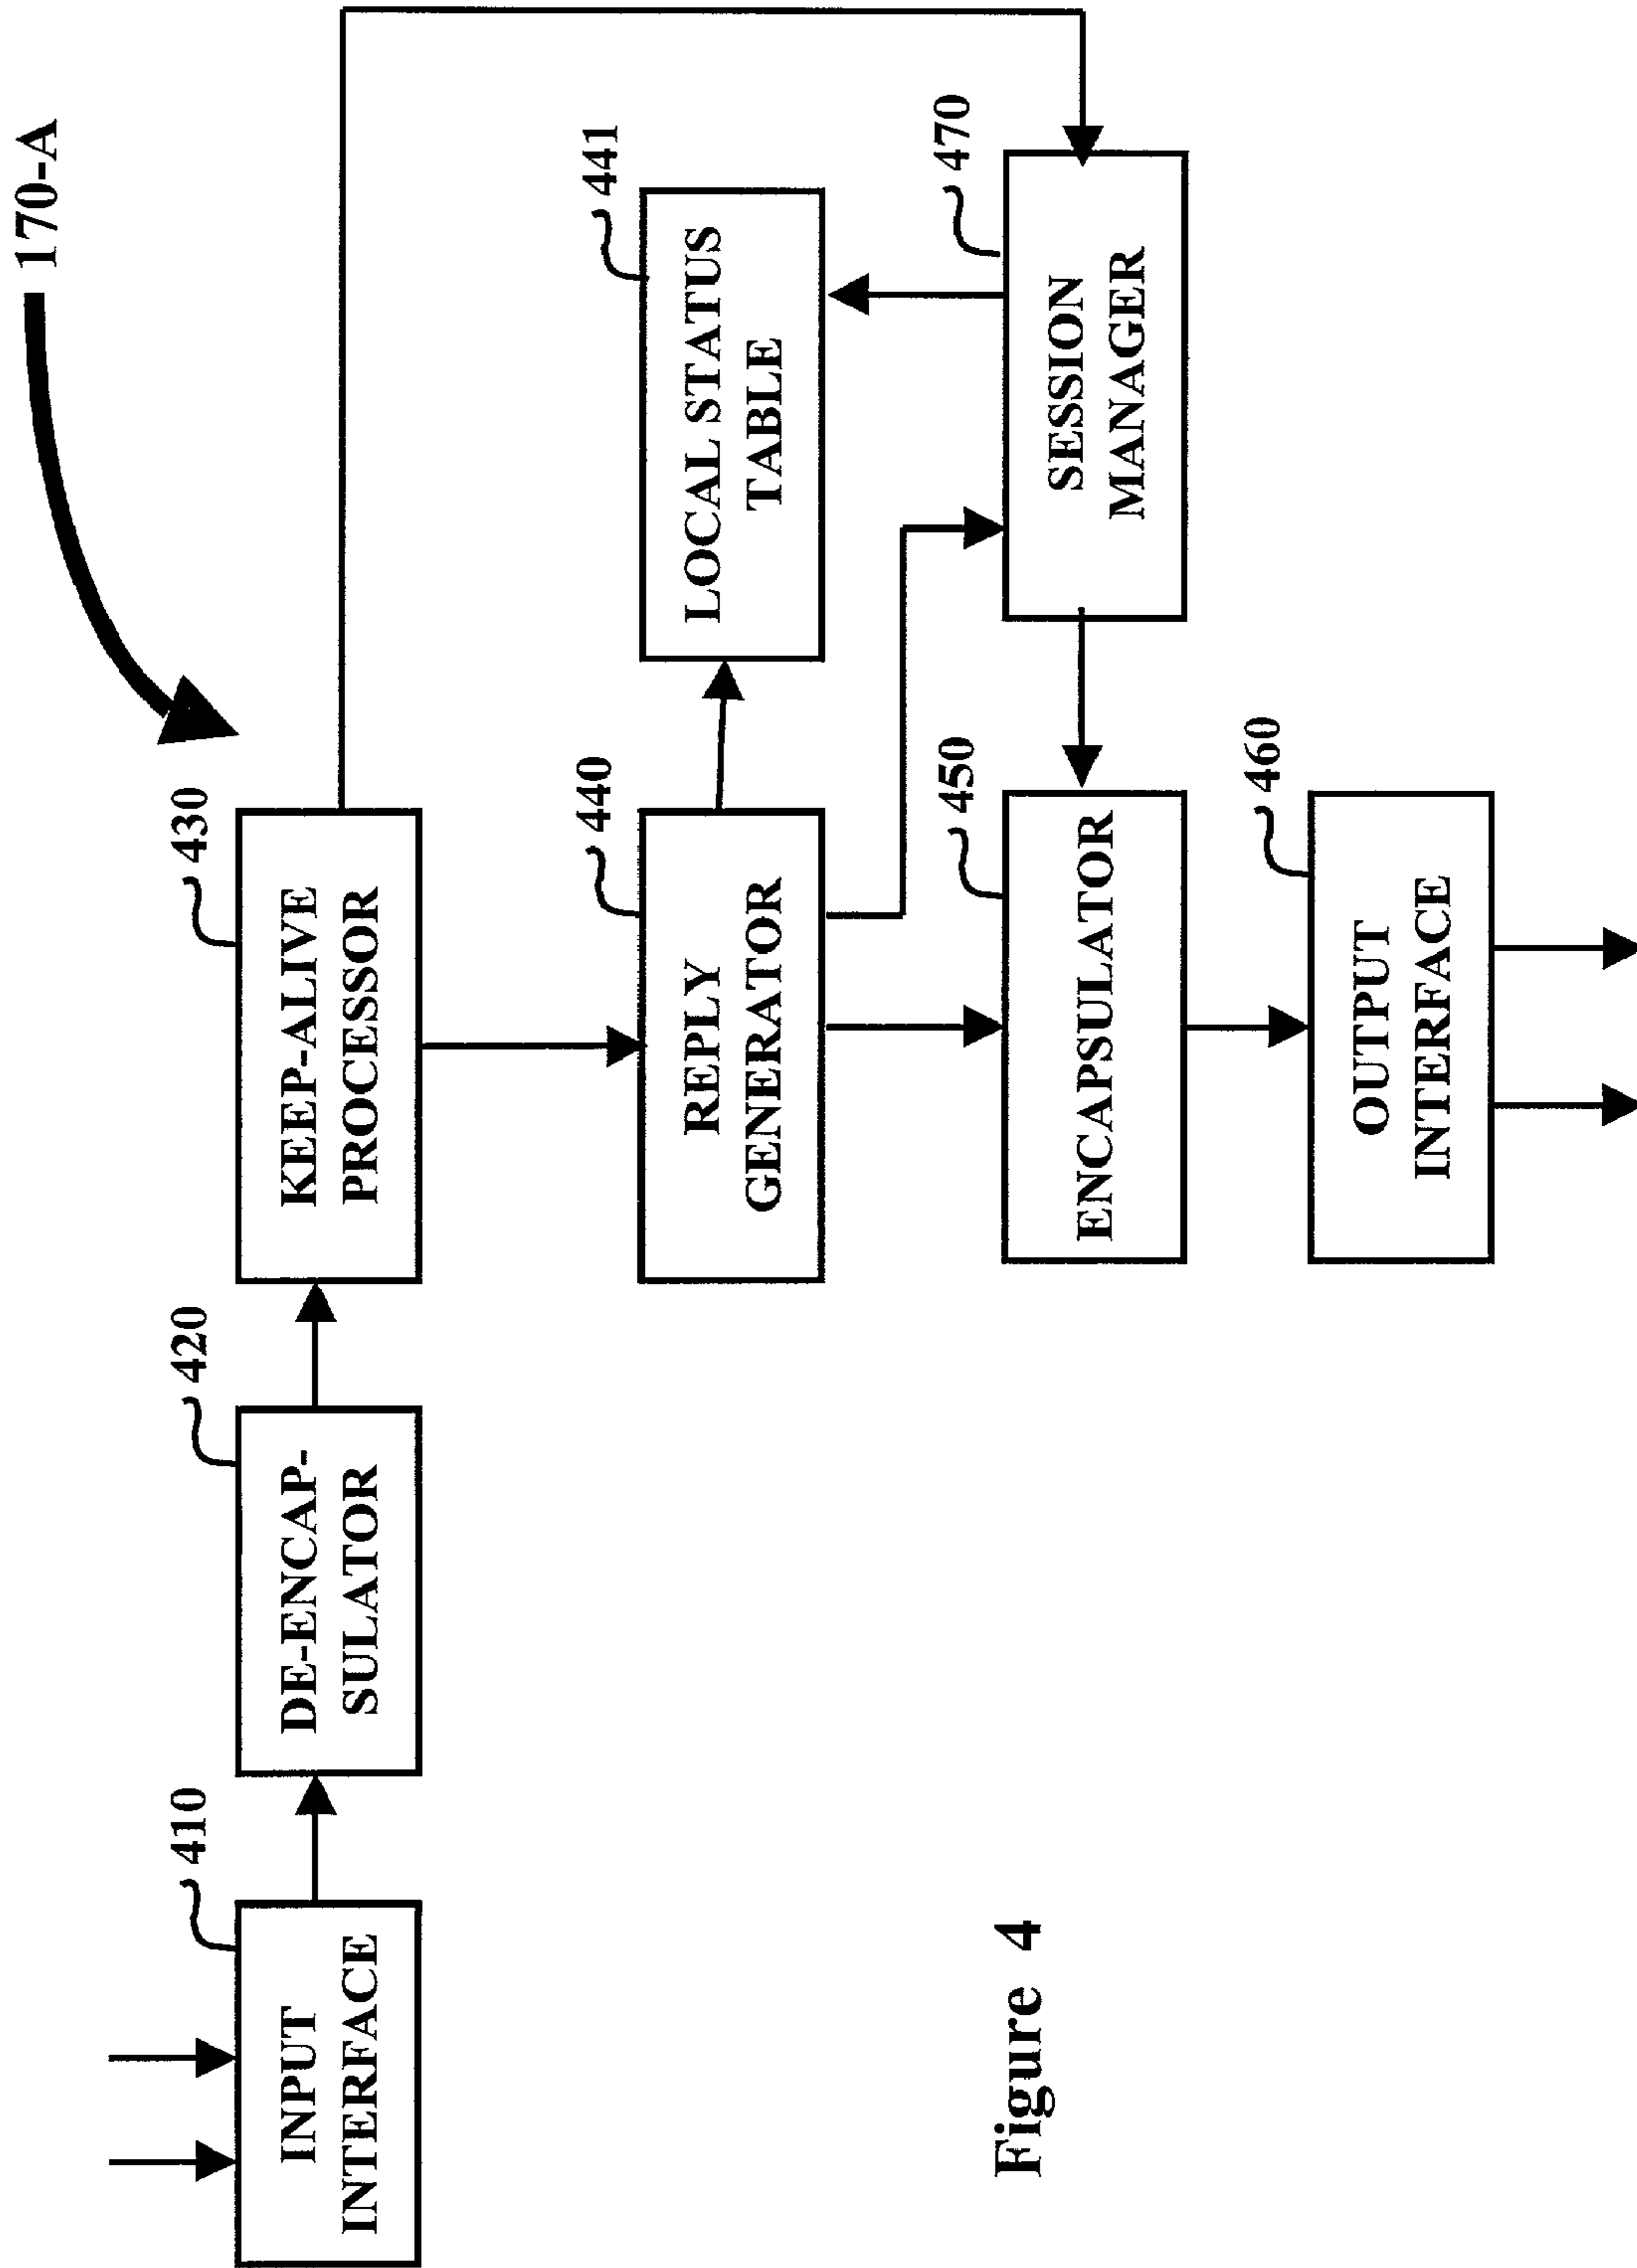 170-A
410
INPUT
INTERFACE
420
DE-ENCAP-
SULATOR
430
KEEP-ALIVE
PROCESSOR
440
REPLY
GENERATOR
441
LOCAL STATUS
TABLE
450
ENCAPSULATOR
470
SESSION
MANAGER
460
OUTPUT
INTERFACE
Figure 4